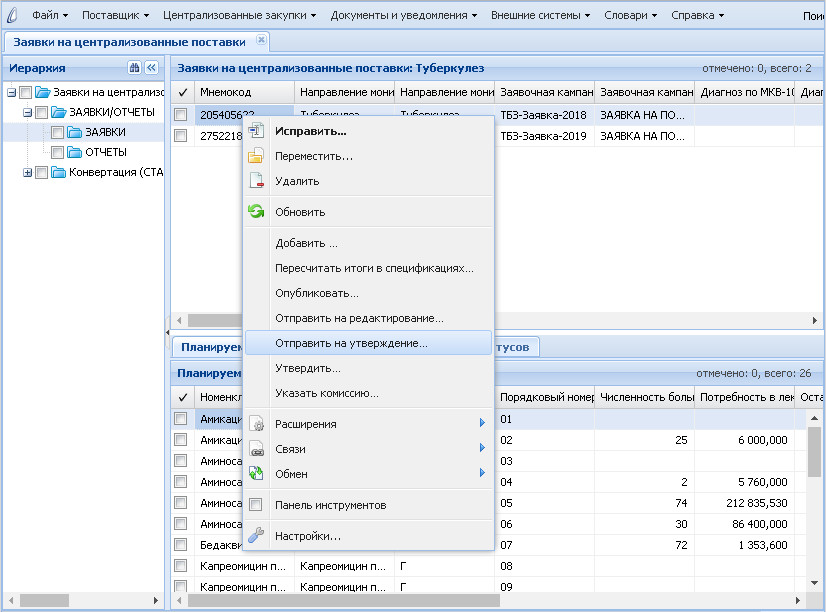 Файл Поставщик Централизованные закупки Документы и уведомления Внешние системы Словари Справка Пои
Заявки на централизованные поставки
Иерархия
Заявки на централизо
ЗАЯВКИ/ОТЧЕТЫ
ЗАЯВКИ
ОТЧЕТЫ
Конвертация (СТА
Заявки на централизованные поставки: Туберкулез отмечено: 0, всего: 2
Мнемокод Направление мони Направление мони Заявочная кампан Заявочная кампан Диагноз по МКВ-10 Диаг
205405622 Туберкулез Туберкулез ТБЗ-Заявка-2018 ЗАЯВКА НА ПО...
2752218 ТБЗ-Заявка-2019 ЗАЯВКА НА ПО...
Исправить...
Переместить...
Удалить
Обновить
Добавить ...
Пересчитать итоги в спецификациях...
Опубликовать...
Отправить на редактирование...
Отправить на утверждение...
Утвердить...
Указать комиссию...
Расширения
Связи
Обмен
Панель инструментов
Настройки...
Планируем тусов
Планируем отмечено: 0, всего: 26
Номенкл Порядковый номер Численность боль Потребность в лек Оста
Амикаци 01
Амикаци 02 25 6 000,000
Аминоса 03
Аминоса 04 2 5 760,000
Аминоса 05 74 212 835,530
Аминоса 06 30 86 400,000
Бедакви 07 72 1 353,600
Капреомицин п... Капреомицин п... Г 08
Капреомицин п... Капреомицин п... Г 09